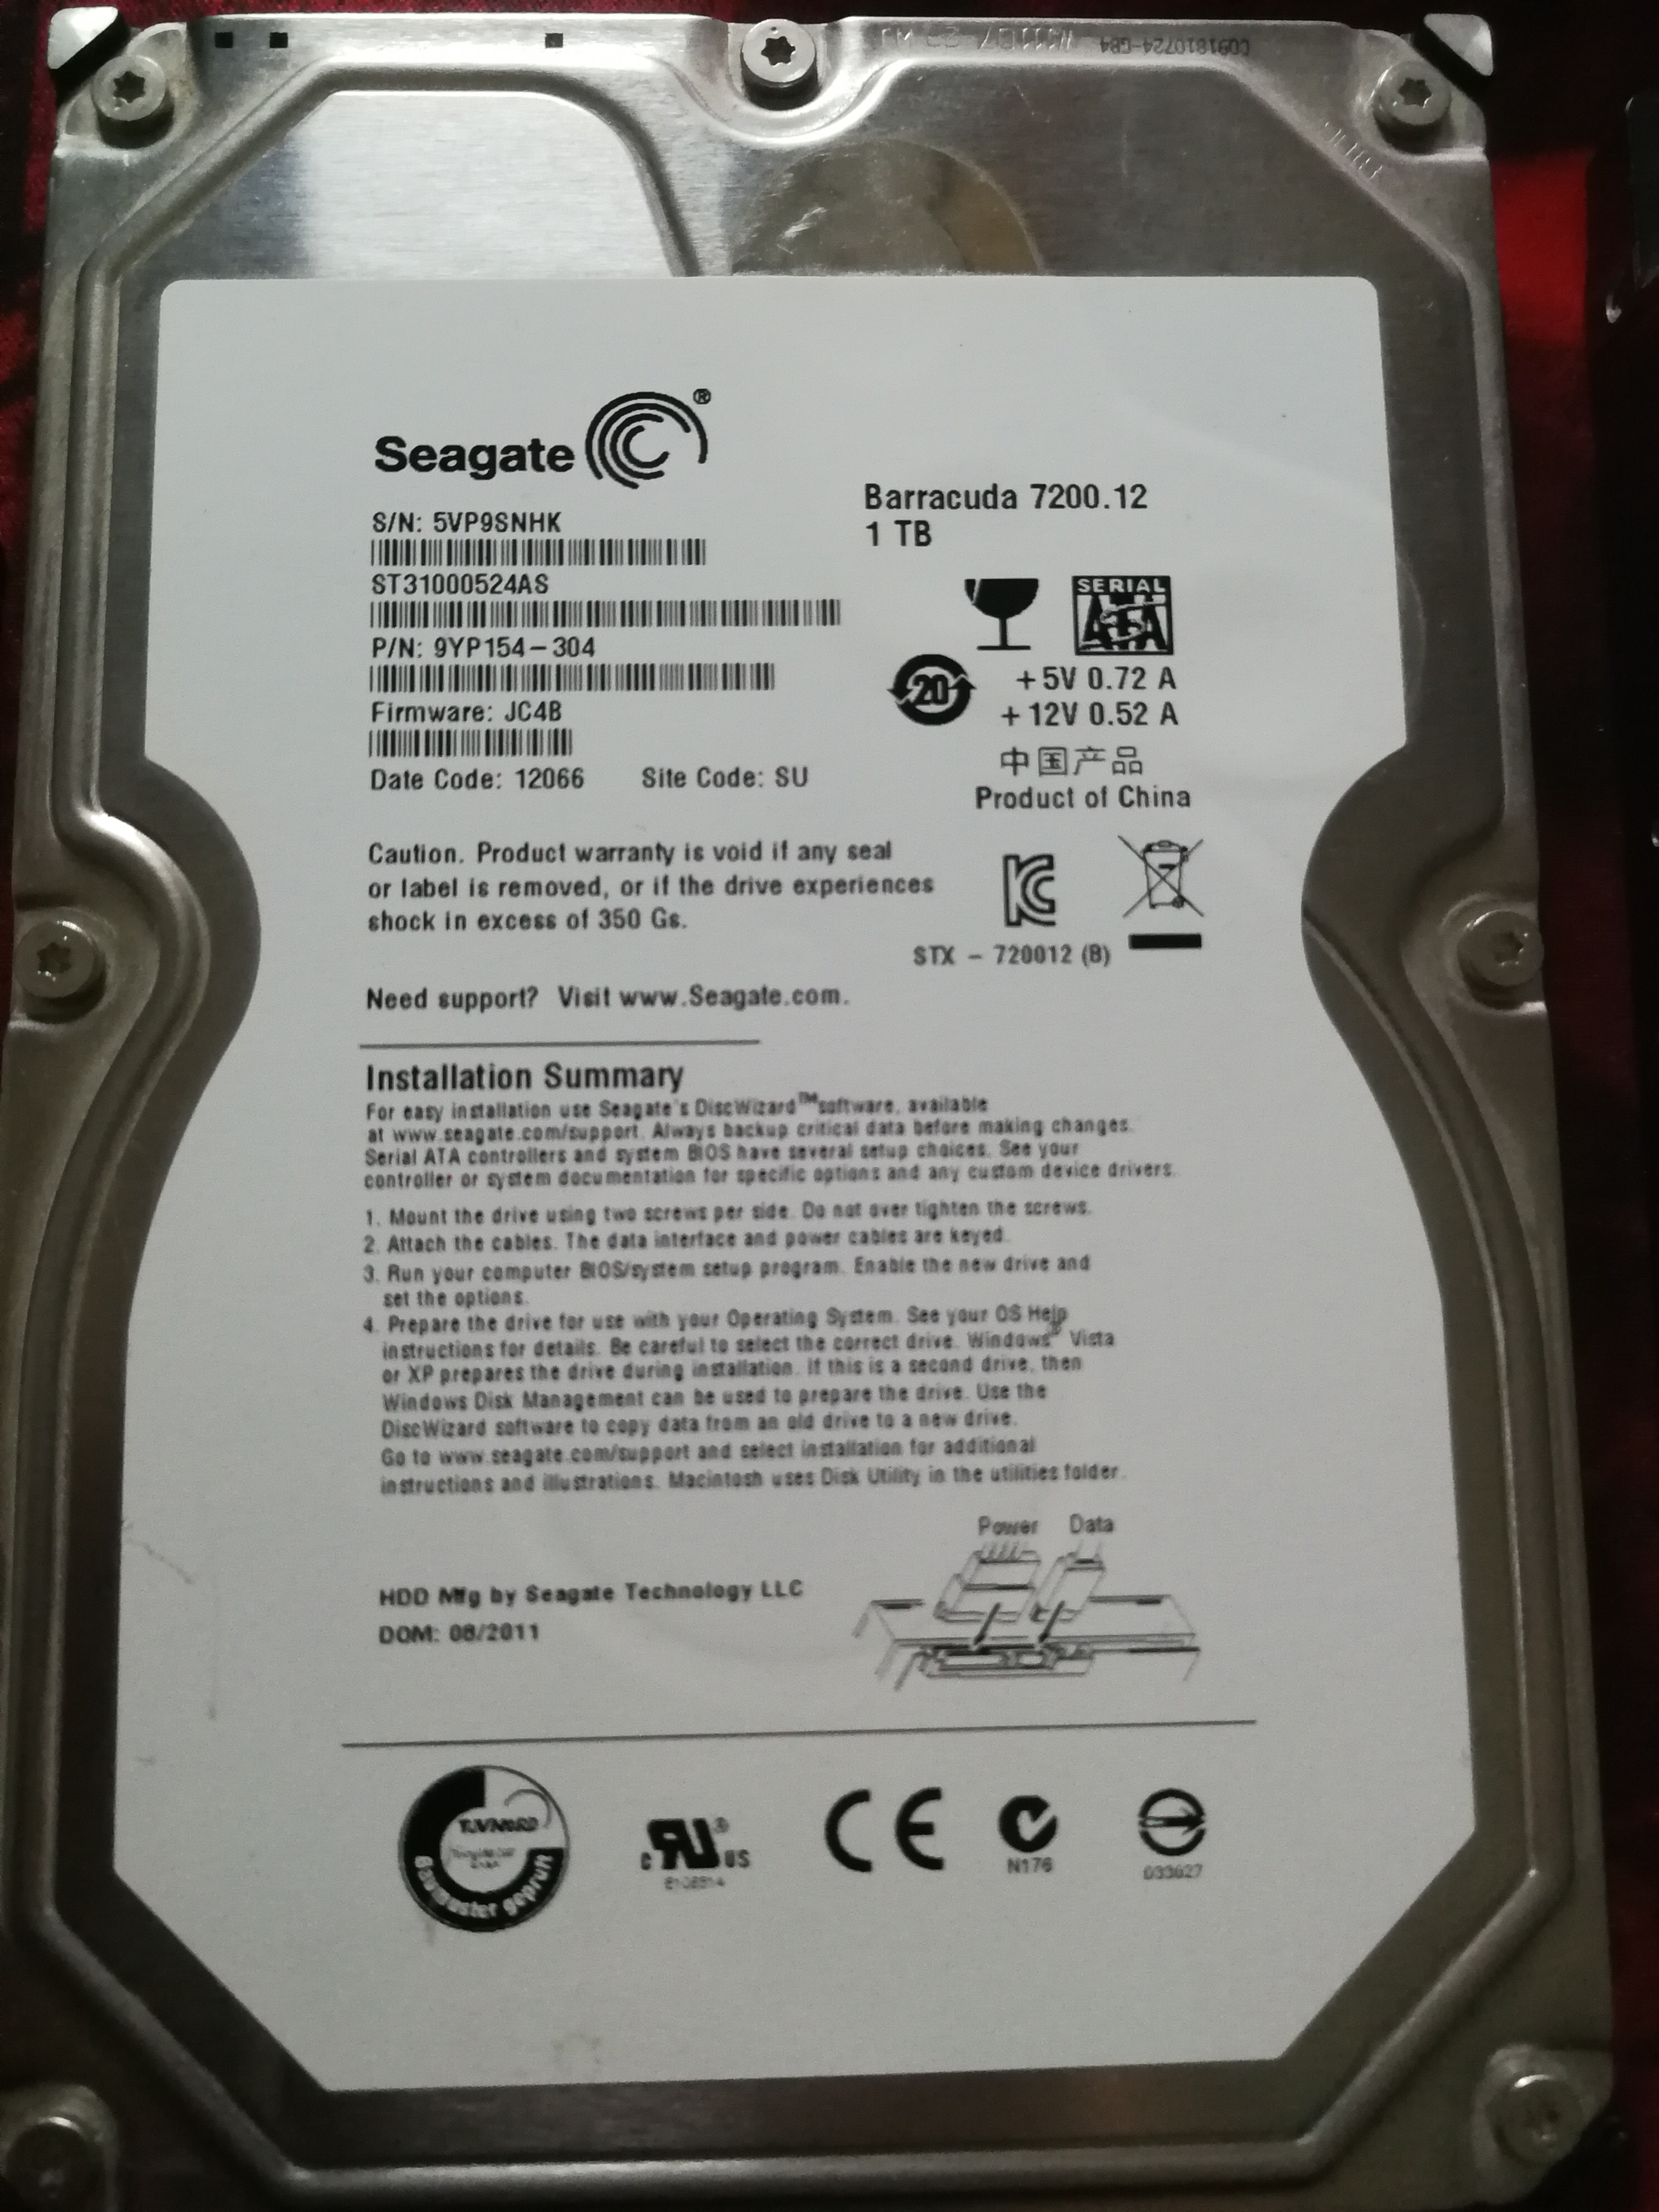 Seagate®
S/N: 5VP9SNHK
ST31000524AS
P/N: 9YP154-304
Firmware: JC4B
Date Code: 12066 Site Code: SU
Barracuda 7200.12
1 TB
SERIAL
ATA
20
+5V 0.72 A
+12V 0.52 A
中国产品
Product of China
Caution. Product warranty is void if any seal
or label is removed, or if the drive experiences
shock in excess of 350 Gs.
STX - 720012 (B)
Need support? Visit www.Seagate.com.
Installation Summary
For easy installation use Seagate's DiscWizard™ software, available
at www.seagate.com/support. Always backup critical data before making changes.
Serial ATA controllers and system BIOS have several setup choices. See your
controller or system documentation for specific options and any custom device drivers.
1. Mount the drive using two screws per side. Do not over tighten the screws.
2. Attach the cables. The data interface and power cables are keyed.
3. Run your computer BIOS/system setup program. Enable the new drive and
set the options.
4. Prepare the drive for use with your Operating System. See your OS Help
instructions for details. Be careful to select the correct drive. Windows® Vista
or XP prepares the drive during installation. If this is a second drive, then
Windows Disk Management can be used to prepare the drive. Use the
DiscWizard software to copy data from an old drive to a new drive.
Go to www.seagate.com/support and select installation for additional
instructions and illustrations. Macintosh uses Disk Utility in the utilities folder.
Power Data
HDD Mfg by Seagate Technology LLC
DOM: 08/2011
TÜV NORD
Baumuster geprüft
c RU ® US
CE
N176